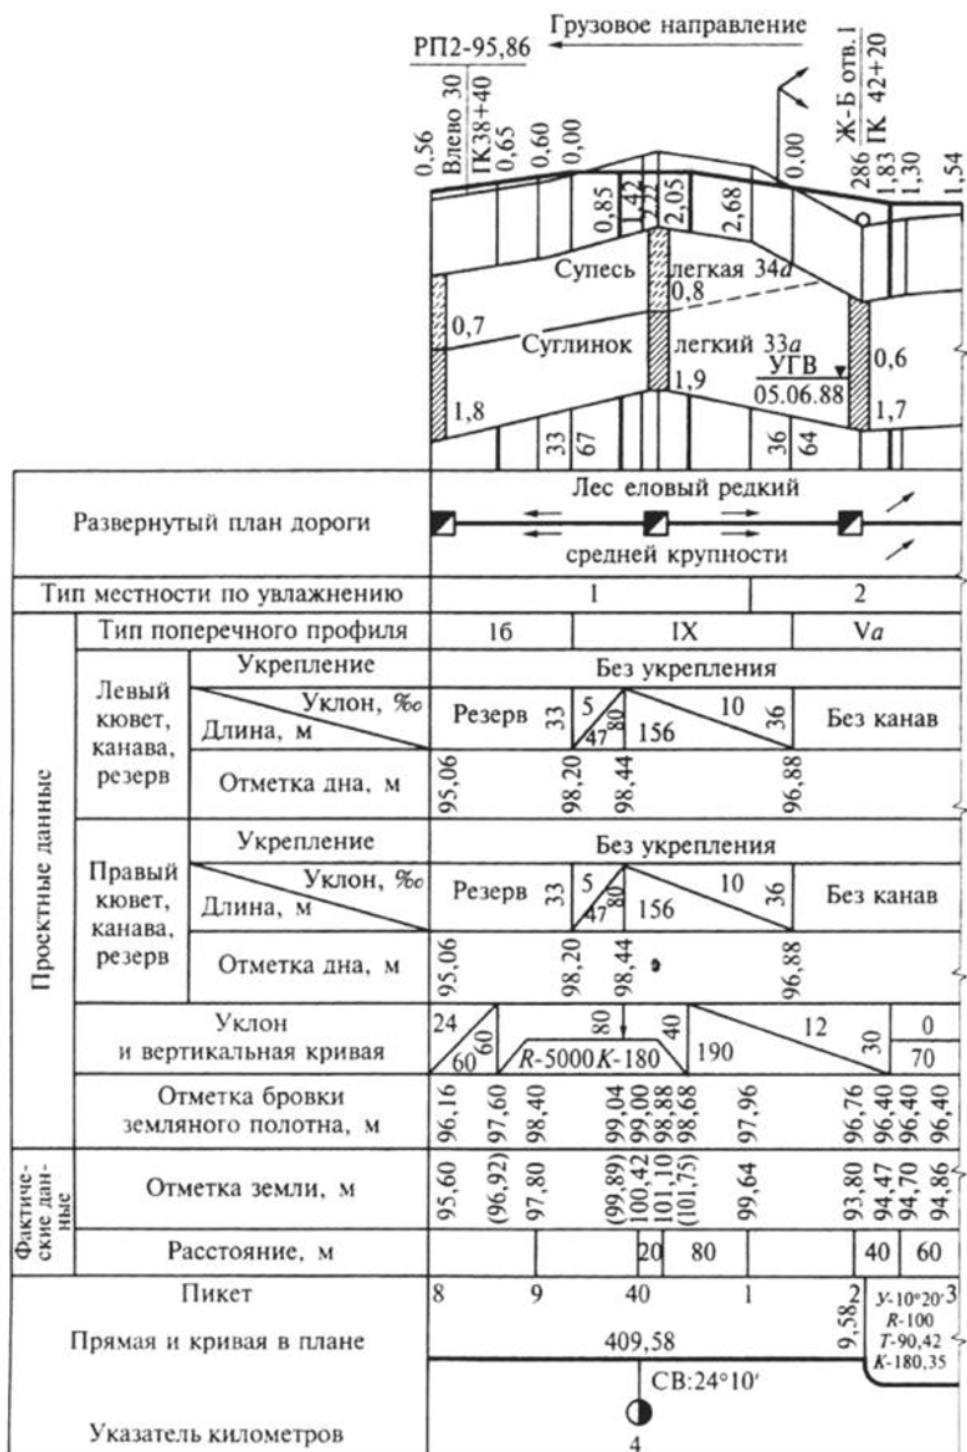 Грузовое направление
РП2-95,86
Влево 30
ПК38+40
Ж-Б отв.1
ПК 42+20
0,56
0,65
0,60
0,00
0,00
286
1,83
1,30
1,54
0,85
1,42
2,22
2,05
2,68
Супесь легкая 34д
0,8
0,7
Суглинок легкий 33а
УГВ
05.06.88
0,6
1,8
1,9
1,7
33 67
36 64
Развернутый план дороги
Лес еловый редкий
средней крупности
Тип местности по увлажнению 1 2
Проектные данные
Тип поперечного профиля 16 IX Vа
Левый кювет, канава, резерв
Укрепление Без укрепления
Уклон, ‰
Длина, м
Резерв 33 5 47 80 10 156 36 Без канав
Отметка дна, м 95,06 98,20 98,44 96,88
Правый кювет, канава, резерв
Укрепление Без укрепления
Уклон, ‰
Длина, м
Резерв 33 5 47 80 10 156 36 Без канав
Отметка дна, м 95,06 98,20 98,44 96,88
Уклон
и вертикальная кривая
24 60 60 80 40 190 12 30 0 70
R-5000 К-180
Отметка бровки
земляного полотна, м
96,16 97,60 98,40 99,04 99,00 98,88 98,68 97,96 96,76 96,40 96,40 96,40
Фактиче-
ские дан-
ные
Отметка земли, м 95,60 (96,92) 97,80 (99,89) 100,42 101,10 (101,75) 99,64 93,80 94,47 94,70 94,86
Расстояние, м 20 80 40 60
Пикет 8 9 40 1 2 3
Прямая и кривая в плане 409,58 9,58
У-10°20′
R-100
Т-90,42
К-180,35
СВ:24°10′
Указатель километров 4